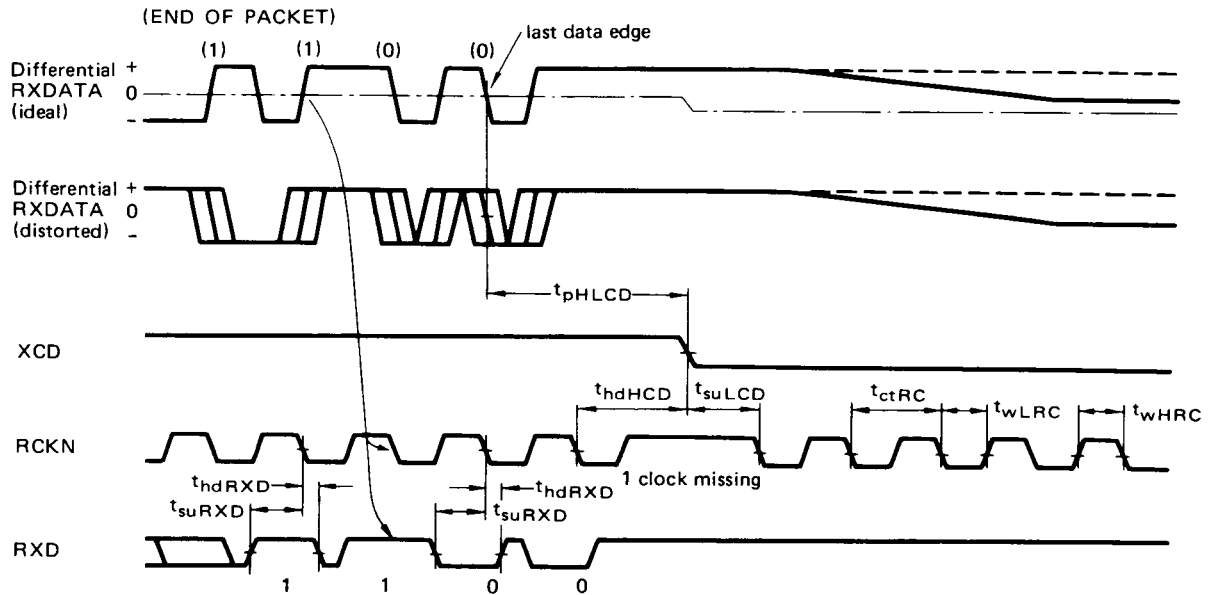 (END OF PACKET)
last data edge
(1) (1) (0) (0)
Differential +
RXDATA 0
(ideal) -
Differential +
RXDATA 0
(distorted) -
tpHLCD
XCD
thdHCD tsuLCD tctRC twLRC twHRC
RCKN
1 clock missing
thdRXD thdRXD
tsuRXD tsuRXD
RXD
1 1 0 0